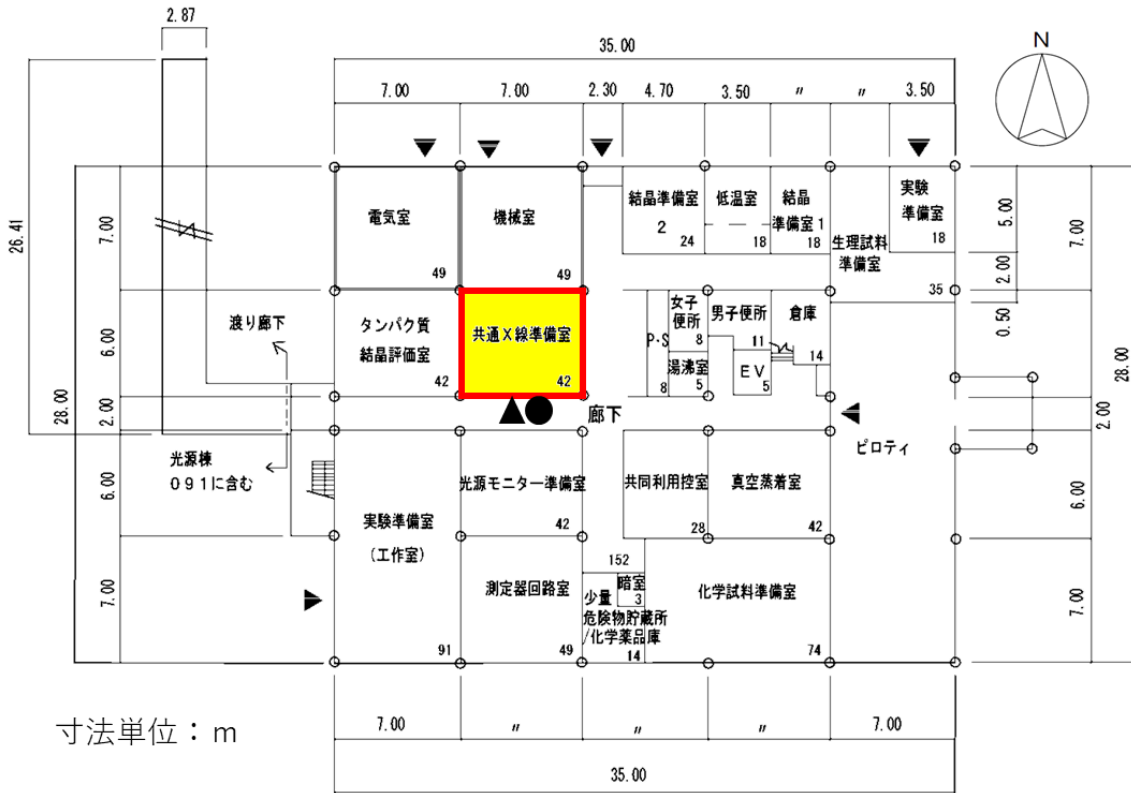 2.87
35.00
N
7.00
7.00
2.30
4.70
3.50
〃
〃
3.50
26.41
28.00
7.00
6.00
2.00
6.00
7.00
電気室
49
機械室
49
結晶準備室
2
24
低温室
18
結晶
準備室1
18
生理試料
準備室
35
実験
準備室
18
5.00
2.00
0.50
7.00
6.00
2.00
6.00
7.00
28.00
渡り廊下
タンパク質
結晶評価室
42
共通X線準備室
42
P・S
8
女子
便所
8
湯沸室
5
男子便所
11
EV
5
倉庫
14
廊下
ピロティ
光源棟
091に含む
実験準備室
(工作室)
91
光源モニター準備室
42
共同利用控室
28
真空蒸着室
42
測定器回路室
49
152
暗室
3
少量
危険物貯蔵所
/化学薬品庫
14
化学試料準備室
74
寸法単位：m
7.00
〃
〃
〃
7.00
35.00